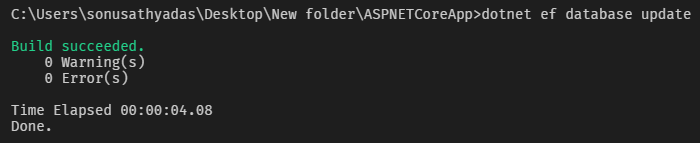 C:\Users\sonusathyadas\Desktop\New folder\ASPNETCoreApp>dotnet ef database update
Build succeeded.
0 Warning(s)
0 Error(s)
Time Elapsed 00:00:04.08
Done.